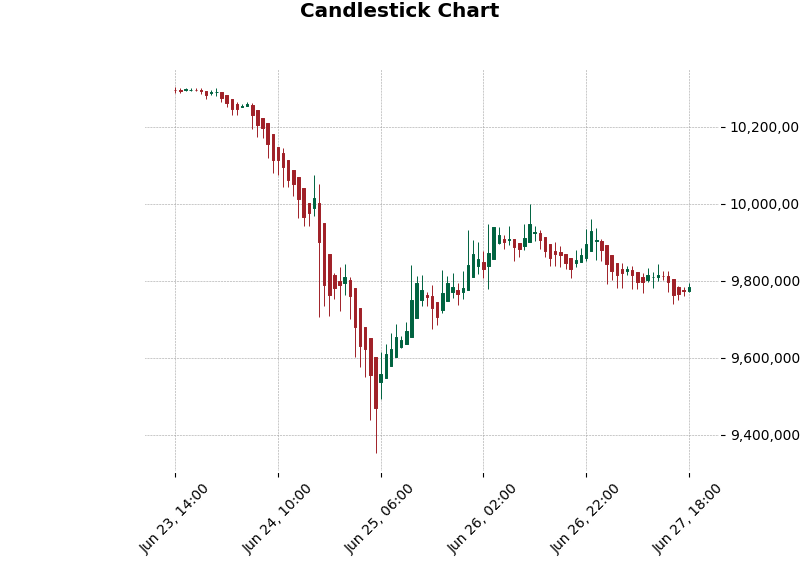 Candlestick Chart
10,200,00
10,000,00
9,800,000
9,600,000
9,400,000
Jun 23, 14:00
Jun 24, 10:00
Jun 25, 06:00
Jun 26, 02:00
Jun 26, 22:00
Jun 27, 18:00